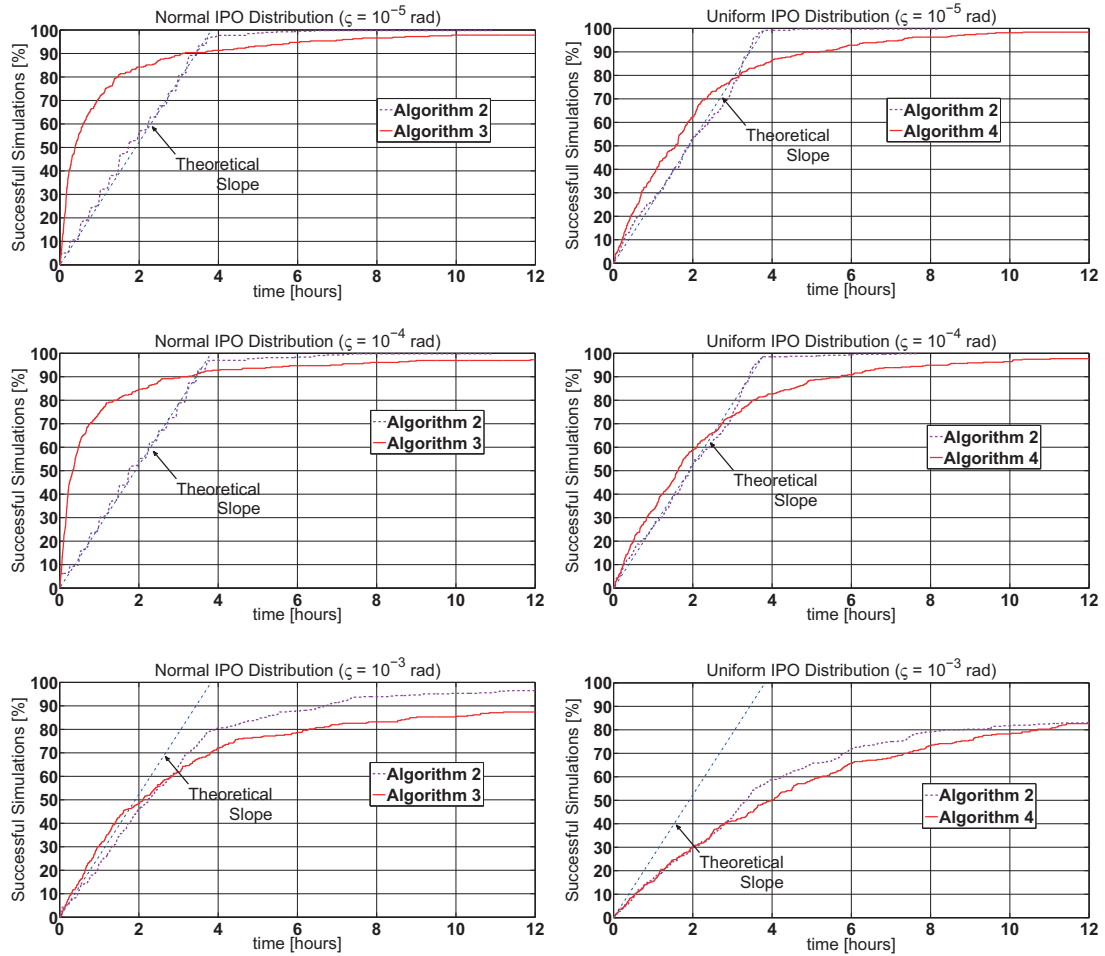 Normal IPO Distribution (ς = 10⁻⁵ rad)
Successfull Simulations [%]
100
90
80
70
60
50
40
30
20
10
0
Algorithm 2
Algorithm 3
Theoretical
Slope
0 2 4 6 8 10 12
time [hours]
Uniform IPO Distribution (ς = 10⁻⁵ rad)
Successful Simulations [%]
100
90
80
70
60
50
40
30
20
10
0
Algorithm 2
Algorithm 4
Theoretical
Slope
0 2 4 6 8 10 12
time [hours]
Normal IPO Distribution (ς = 10⁻⁴ rad)
Successful Simulations [%]
100
90
80
70
60
50
40
30
20
10
0
Algorithm 2
Algorithm 3
Theoretical
Slope
0 2 4 6 8 10 12
time [hours]
Uniform IPO Distribution (ς = 10⁻⁴ rad)
Successful Simulations [%]
100
90
80
70
60
50
40
30
20
10
0
Algorithm 2
Algorithm 4
Theoretical
Slope
0 2 4 6 8 10 12
time [hours]
Normal IPO Distribution (ς = 10⁻³ rad)
Successful Simulations [%]
100
90
80
70
60
50
40
30
20
10
0
Algorithm 2
Algorithm 3
Theoretical
Slope
0 2 4 6 8 10 12
time [hours]
Uniform IPO Distribution (ς = 10⁻³ rad)
Successful Simulations [%]
100
90
80
70
60
50
40
30
20
10
0
Algorithm 2
Algorithm 4
Theoretical
Slope
0 2 4 6 8 10 12
time [hours]